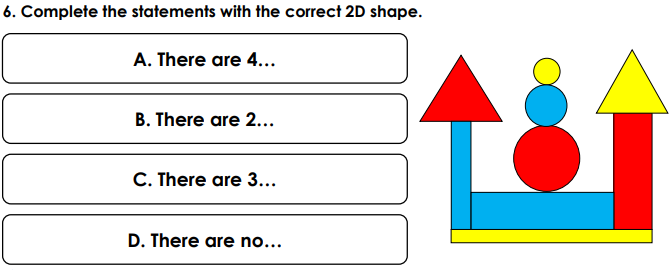 6. Complete the statements with the correct 2D shape.
A. There are 4…
B. There are 2…
C. There are 3…
D. There are no…